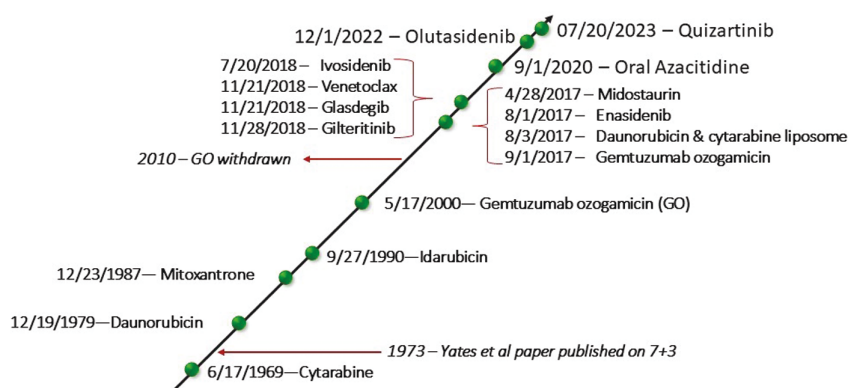 12/1/2022 – Olutasidenib
07/20/2023 – Quizartinib
9/1/2020 – Oral Azacitidine
7/20/2018 – Ivosidenib
11/21/2018 – Venetoclax
11/21/2018 – Glasdegib
11/28/2018 – Gilteritinib
4/28/2017 – Midostaurin
8/1/2017 – Enasidenib
8/3/2017 – Daunorubicin & cytarabine liposome
9/1/2017 – Gemtuzumab ozogamicin
2010 – GO withdrawn
5/17/2000— Gemtuzumab ozogamicin (GO)
9/27/1990—Idarubicin
12/23/1987— Mitoxantrone
12/19/1979—Daunorubicin
1973 – Yates et al paper published on 7+3
6/17/1969—Cytarabine